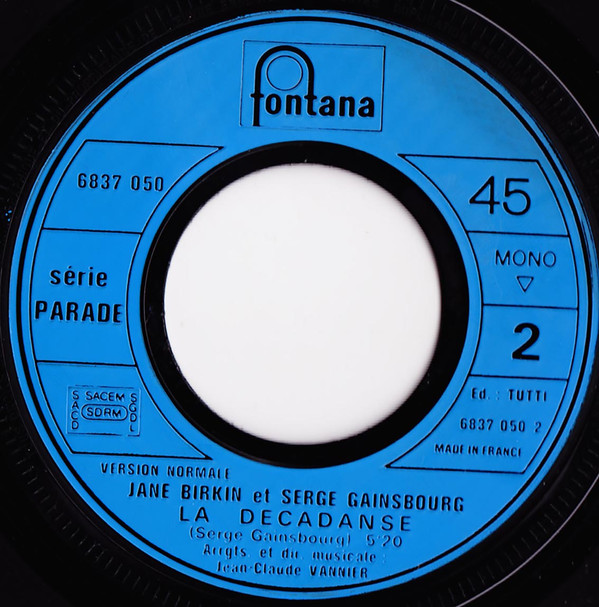 fontana
6837 050
série
PARADE
SACD
SACEM
SDRM
SGDL
45
MONO
2
Ed.: TUTTI
6837 050 2
MADE IN FRANCE
VERSION NORMALE
JANE BIRKIN et SERGE GAINSBOURG
LA DECADANSE
(Serge Gainsbourg) 5'20
Arrgts. et dir. musicale :
Jean-Claude VANNIER